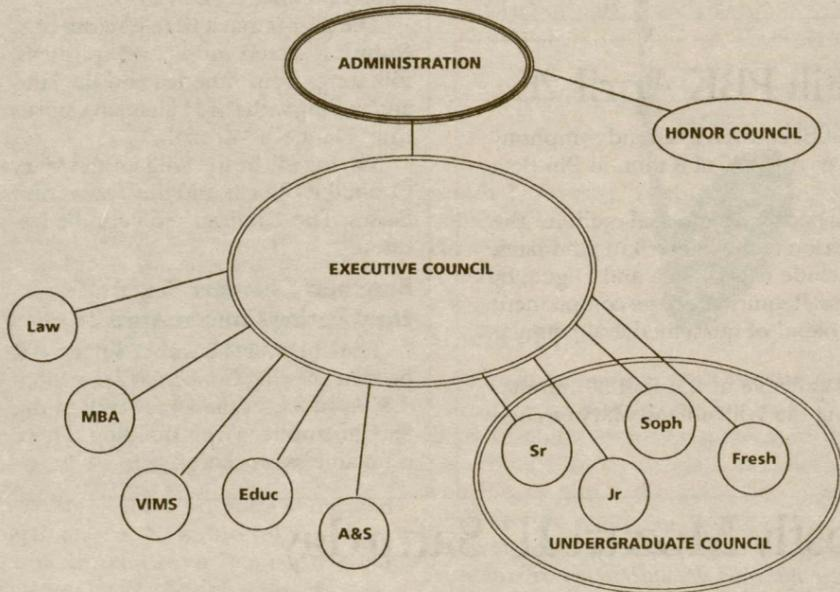 ADMINISTRATION
HONOR COUNCIL
EXECUTIVE COUNCIL
Law
MBA
VIMS
Educ
A&S
Sr
Jr
Soph
Fresh
UNDERGRADUATE COUNCIL